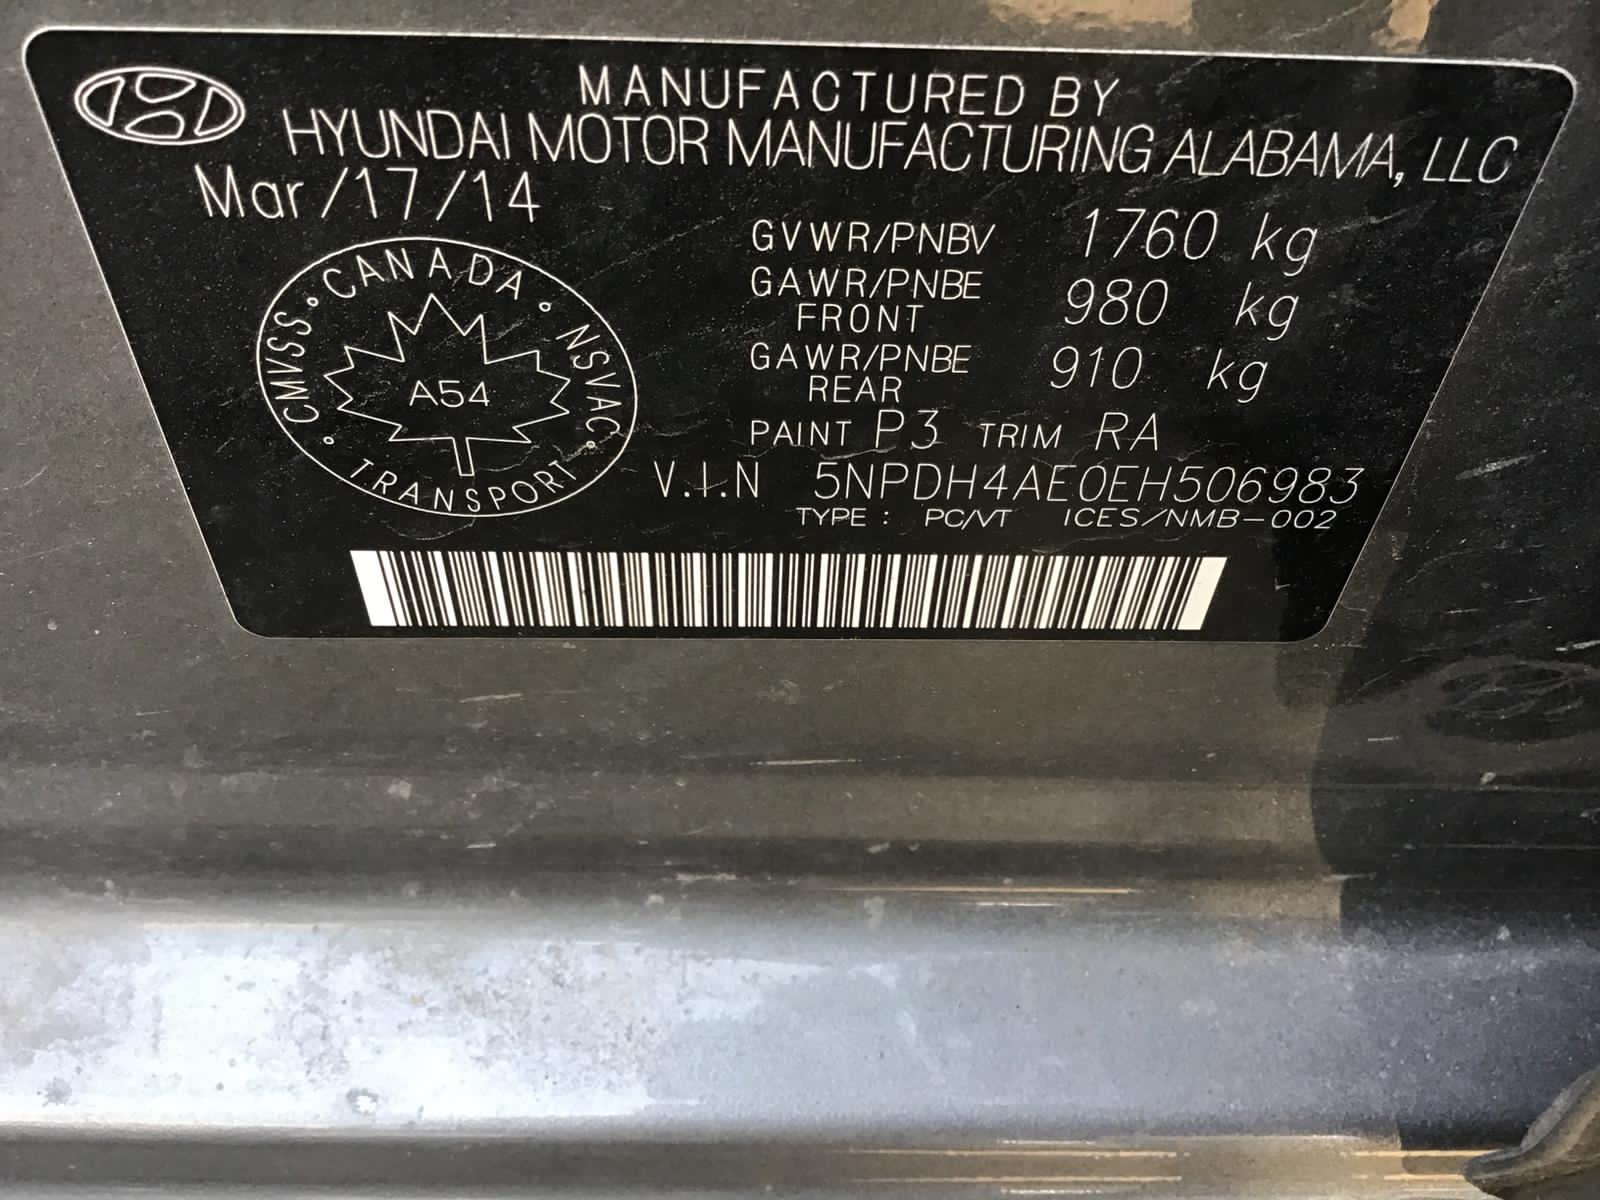 MANUFACTURED BY
HYUNDAI MOTOR MANUFACTURING ALABAMA, LLC
Mar/17/14
GVWR/PNBV 1760 kg
GAWR/PNBE FRONT 980 kg
GAWR/PNBE REAR 910 kg
PAINT P3 TRIM RA
V.I.N 5NPDH4AE0EH506983
TYPE : PC/VT ICES/NMB-002
CMVSS • CANADA • NSVAC • TRANSPORT •
A54